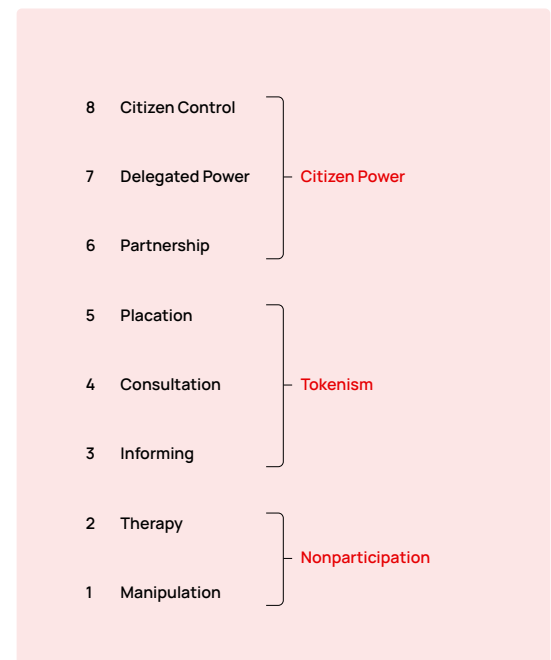 8 Citizen Control
7 Delegated Power
Citizen Power
6 Partnership
5 Placation
4 Consultation
Tokenism
3 Informing
2 Therapy
Nonparticipation
1 Manipulation